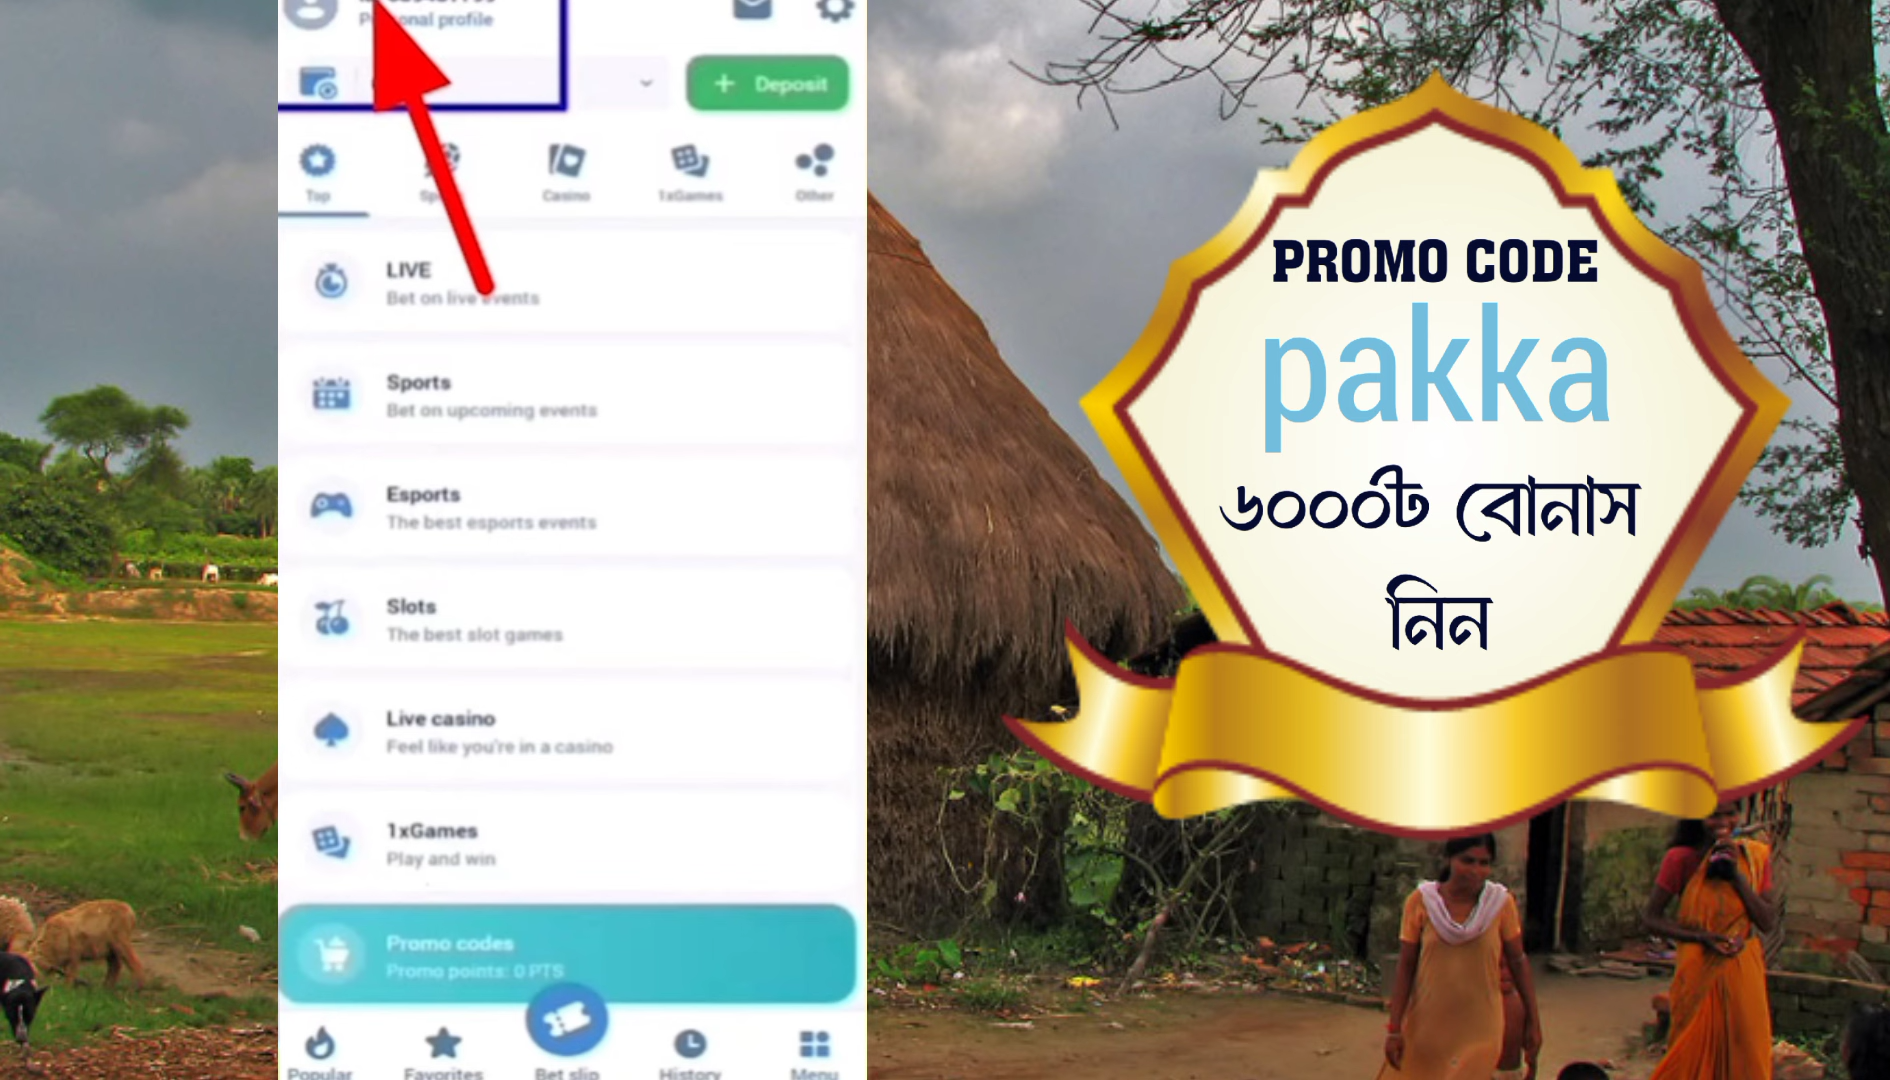 Personal profile
Deposit
Top
Casino
1xGames
Other
LIVE
Bet on live events
Sports
Bet on upcoming events
Esports
The best esports events
Slots
The best slot games
Live casino
Feel like you're in a casino
1xGames
Play and win
Promo codes
Promo points: 0 PTS
Popular
Favorites
Bet slip
History
Menu
PROMO CODE
pakka
৬০০০ট বোনাস
নিন